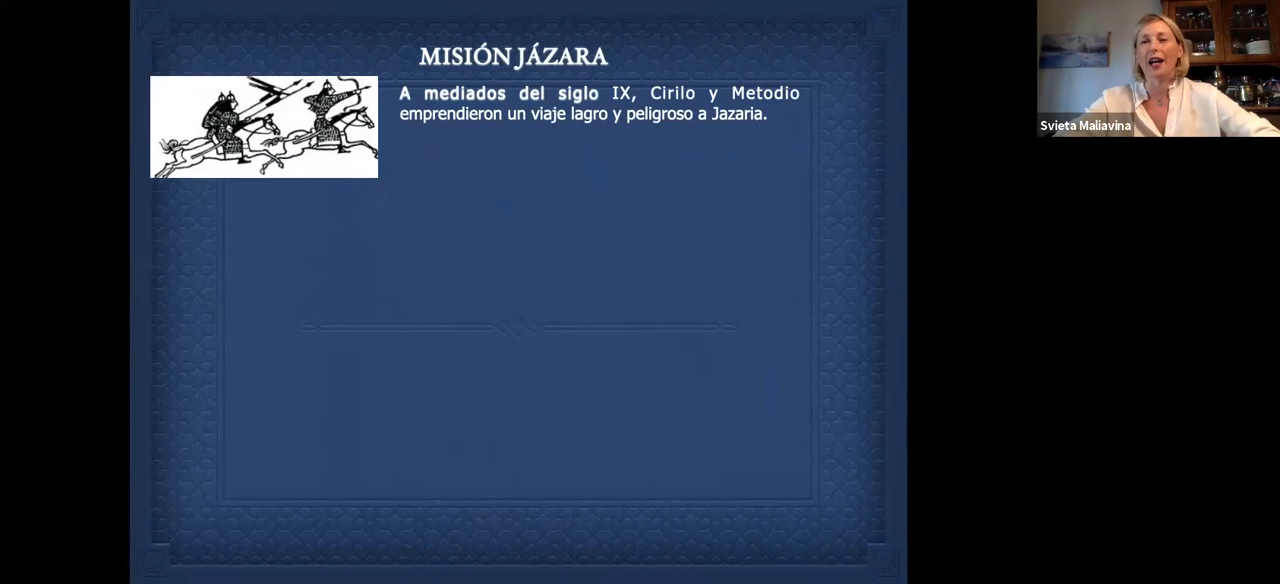 MISIÓN JÁZARA
A mediados del siglo IX, Cirilo y Metodio
emprendieron un viaje lagro y peligroso a Jazaria.
Svieta Maliavina